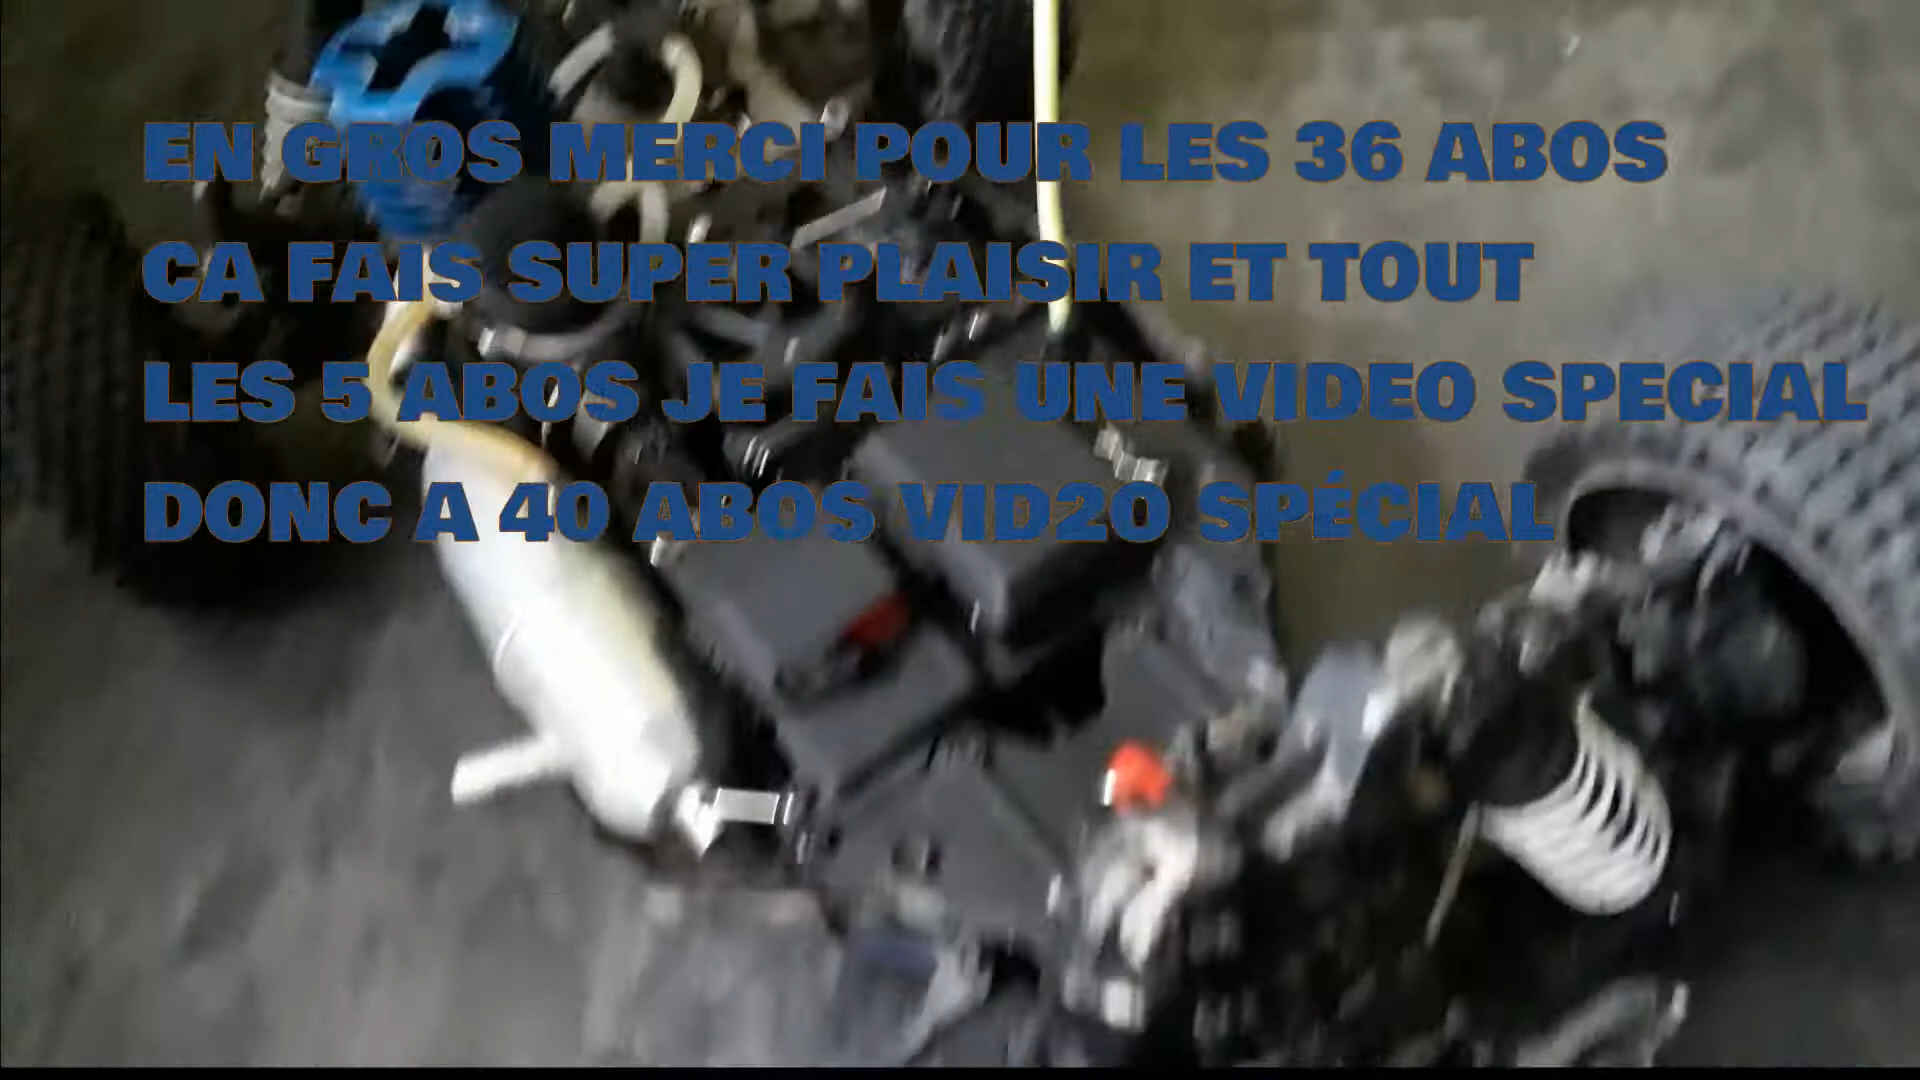 EN GROS MERCI POUR LES 36 ABOS
CA FAIS SUPER PLAISIR ET TOUT
LES 5 ABOS JE FAIS UNE VIDEO SPECIAL
DONC A 40 ABOS VID2O SPÉCIAL